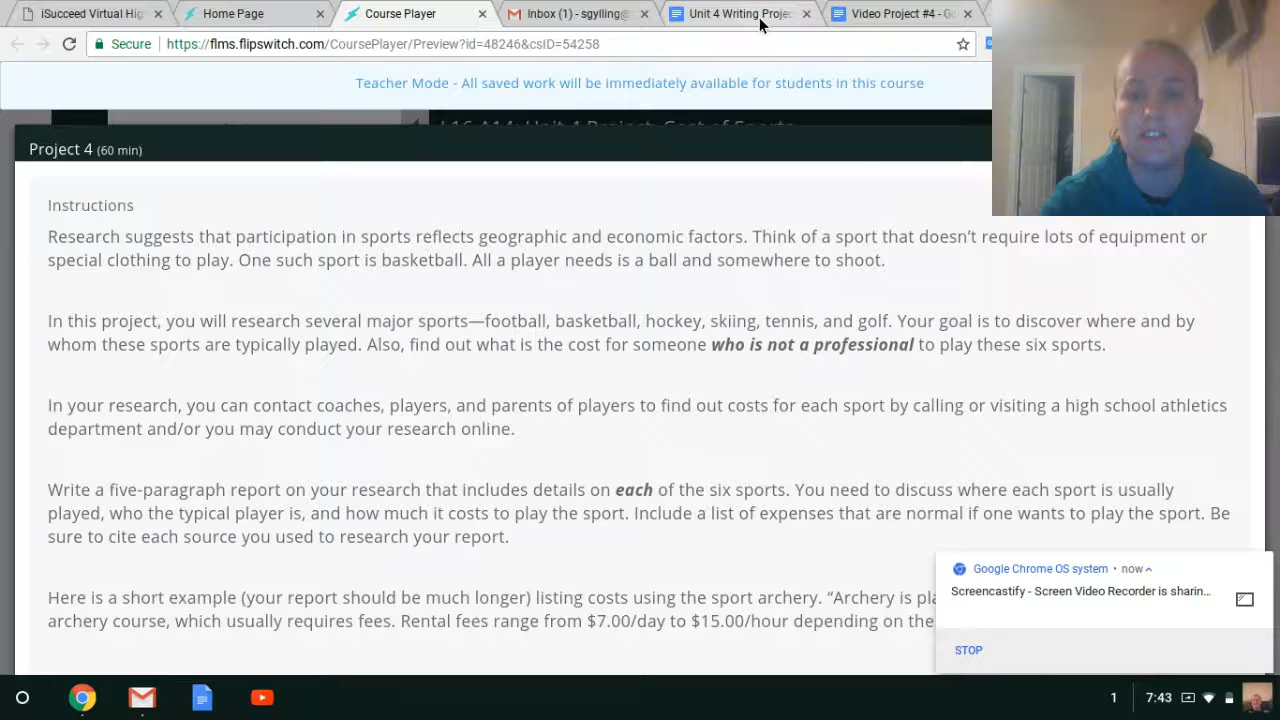 iSucceed Virtual Hig
Home Page
Course Player
Inbox (1) - sgylling@
Unit 4 Writing Projec
Video Project #4 - Go
Secure
https://flms.flipswitch.com/CoursePlayer/Preview?id=48246&csID=54258
Teacher Mode - All saved work will be immediately available for students in this course
L16 A14: Unit 4 Project: Cost of Sports
Project 4 (60 min)
Instructions
Research suggests that participation in sports reflects geographic and economic factors. Think of a sport that doesn’t require lots of equipment or
special clothing to play. One such sport is basketball. All a player needs is a ball and somewhere to shoot.
In this project, you will research several major sports—football, basketball, hockey, skiing, tennis, and golf. Your goal is to discover where and by
whom these sports are typically played. Also, find out what is the cost for someone who is not a professional to play these six sports.
In your research, you can contact coaches, players, and parents of players to find out costs for each sport by calling or visiting a high school athletics
department and/or you may conduct your research online.
Write a five-paragraph report on your research that includes details on each of the six sports. You need to discuss where each sport is usually
played, who the typical player is, and how much it costs to play the sport. Include a list of expenses that are normal if one wants to play the sport. Be
sure to cite each source you used to research your report.
Here is a short example (your report should be much longer) listing costs using the sport archery. “Archery is pla
archery course, which usually requires fees. Rental fees range from $7.00/day to $15.00/hour depending on the
Google Chrome OS system • now
Screencastify - Screen Video Recorder is sharin...
STOP
1
7:43